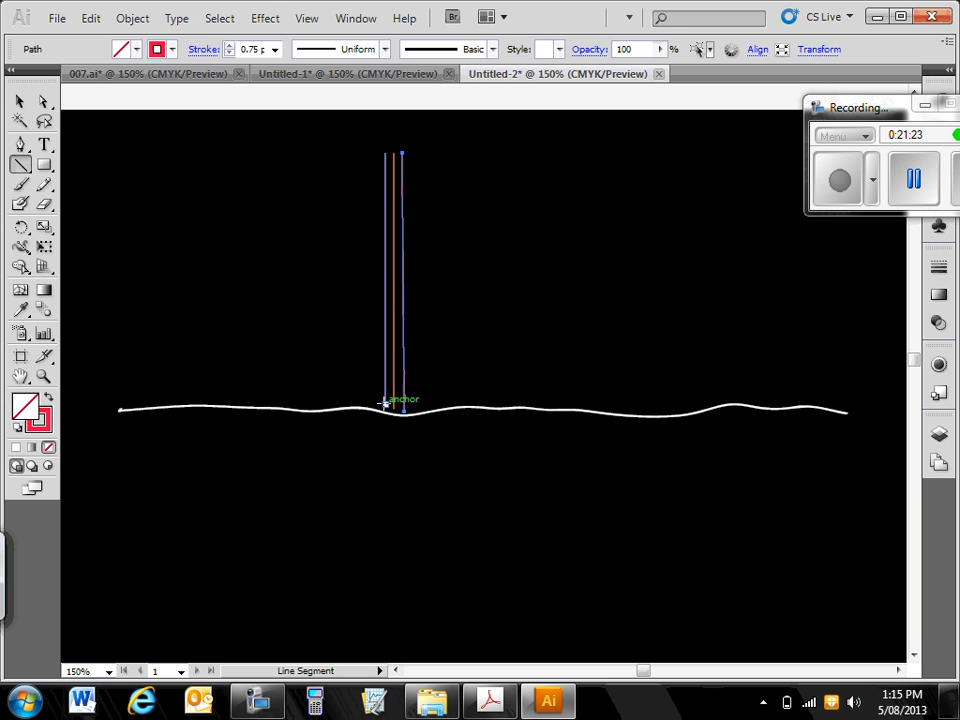 Ai File Edit Object Type Select Effect View Window Help Br CS Live
Path Stroke: 0.75 p Uniform Basic Style: Opacity: 100 % Align Transform
007.ai* @ 150% (CMYK/Preview) Untitled-1* @ 150% (CMYK/Preview) Untitled-2* @ 150% (CMYK/Preview)
Recording...
Menu 0:21:23
anchor
150% 1 Line Segment
1:15 PM
5/08/2013